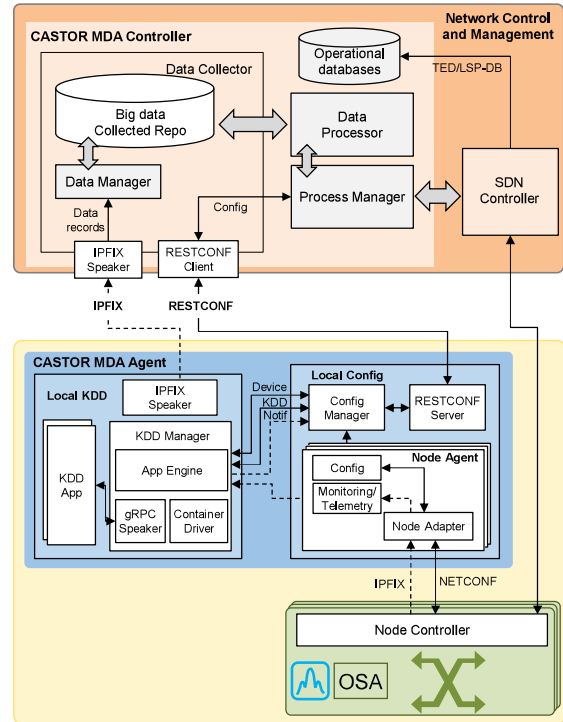 Network Control
and Management
CASTOR MDA Controller
Data Collector
Operational
databases
TED/LSP-DB
Big data
Collected Repo
Data
Processor
Data Manager
Process Manager
SDN
Controller
Data
records
Config
IPFIX
Speaker
RESTCONF
Client
IPFIX
RESTCONF
CASTOR MDA Agent
Local KDD
IPFIX
Speaker
Device
KDD
Notif
Local Config
Config
Manager
RESTCONF
Server
KDD Manager
App Engine
KDD
App
gRPC
Speaker
Container
Driver
Node Agent
Config
Monitoring/
Telemetry
Node Adapter
IPFIX
NETCONF
Node Controller
OSA